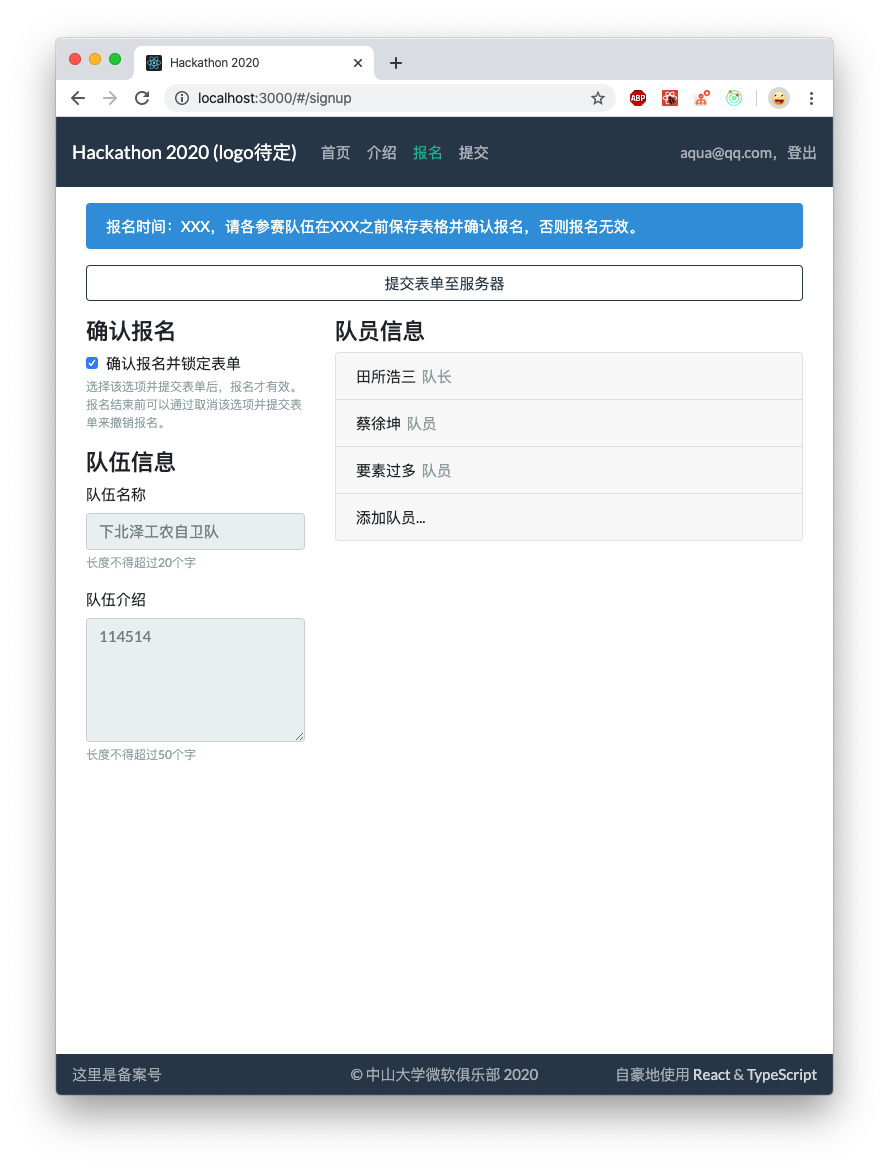 Hackathon 2020
localhost:3000/#/signup
ABP
Hackathon 2020 (logo待定) 首页 介绍 报名 提交 aqua@qq.com，登出
报名时间：XXX，请各参赛队伍在XXX之前保存表格并确认报名，否则报名无效。
提交表单至服务器
确认报名
确认报名并锁定表单
选择该选项并提交表单后，报名才有效。
报名结束前可以通过取消该选项并提交表
单来撤销报名。
队伍信息
队伍名称
下北泽工农自卫队
长度不得超过20个字
队伍介绍
114514
长度不得超过50个字
队员信息
田所浩三 队长
蔡徐坤 队员
要素过多 队员
添加队员...
这里是备案号 © 中山大学微软俱乐部 2020 自豪地使用 React & TypeScript